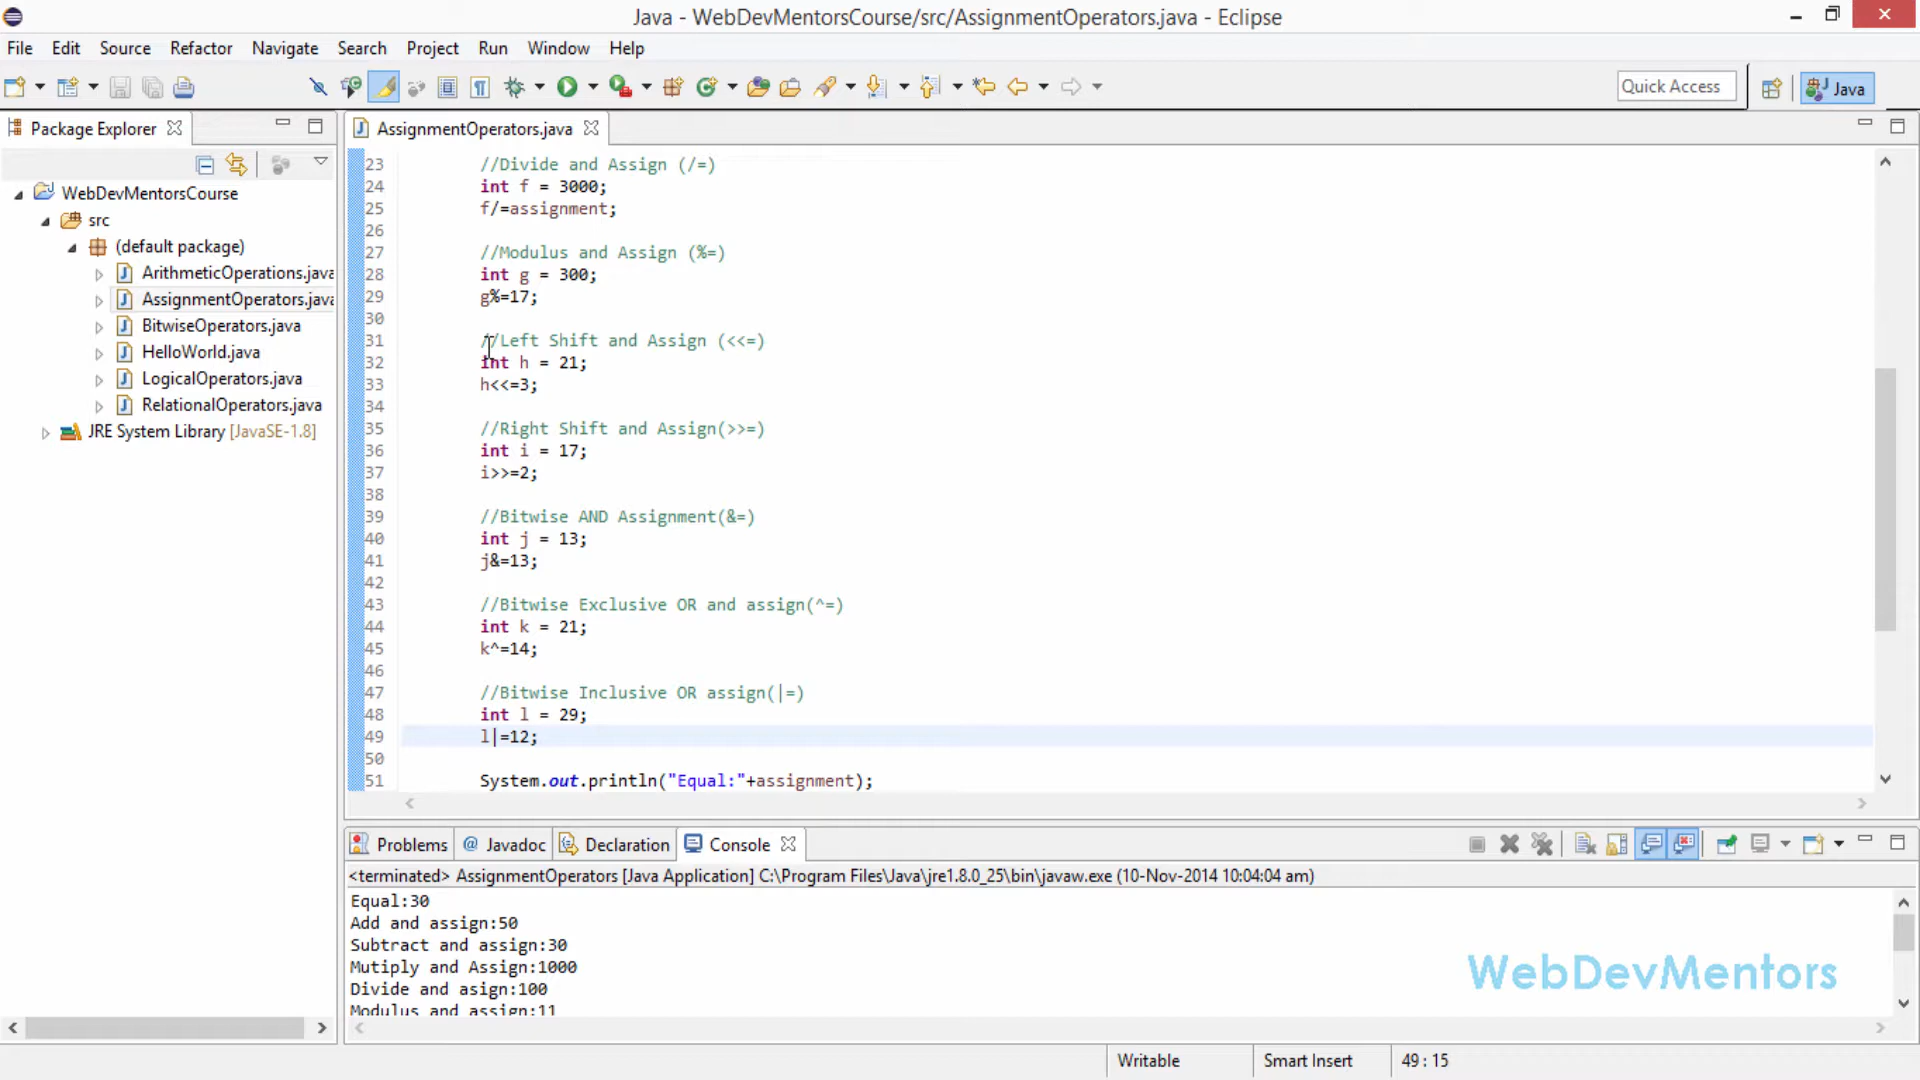 Java - WebDevMentorsCourse/src/AssignmentOperators.java - Eclipse
File Edit Source Refactor Navigate Search Project Run Window Help
Quick Access
Java
Package Explorer
AssignmentOperators.java
WebDevMentorsCourse
src
(default package)
ArithmeticOperations.java
AssignmentOperators.java
BitwiseOperators.java
HelloWorld.java
LogicalOperators.java
RelationalOperators.java
JRE System Library [JavaSE-1.8]
23 //Divide and Assign (/=)
24 int f = 3000;
25 f/=assignment;
26
27 //Modulus and Assign (%=)
28 int g = 300;
29 g%=17;
30
31 //Left Shift and Assign (<<=)
32 int h = 21;
33 h<<=3;
34
35 //Right Shift and Assign(>>=)
36 int i = 17;
37 i>>=2;
38
39 //Bitwise AND Assignment(&=)
40 int j = 13;
41 j&=13;
42
43 //Bitwise Exclusive OR and assign(^=)
44 int k = 21;
45 k^=14;
46
47 //Bitwise Inclusive OR assign(|=)
48 int l = 29;
49 l|=12;
50
51 System.out.println("Equal:"+assignment);
Problems @ Javadoc Declaration Console
<terminated> AssignmentOperators [Java Application] C:\Program Files\Java\jre1.8.0_25\bin\javaw.exe (10-Nov-2014 10:04:04 am)
Equal:30
Add and assign:50
Subtract and assign:30
Mutiply and Assign:1000
Divide and asign:100
Modulus and assign:11
WebDevMentors
Writable Smart Insert 49 : 15